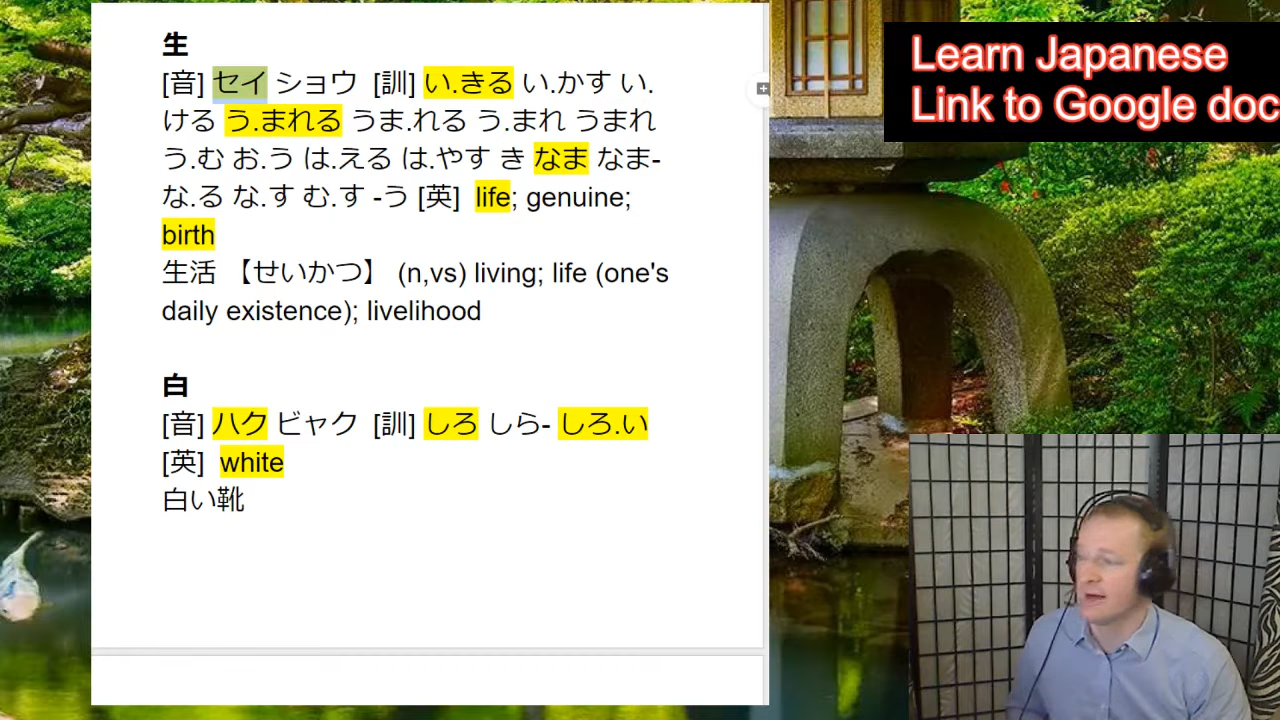 生
[音] セイ ショウ [訓] い.きる い.かす い.
ける う.まれる うま.れる う.まれ うまれ
う.む お.う は.える は.やす き なま なま-
な.る な.す む.す -う [英] life; genuine;
birth
生活 【せいかつ】 (n,vs) living; life (one's
daily existence); livelihood
白
[音] ハク ビャク [訓] しろ しら- しろ.い
[英] white
白い靴
Learn Japanese
Link to Google doc